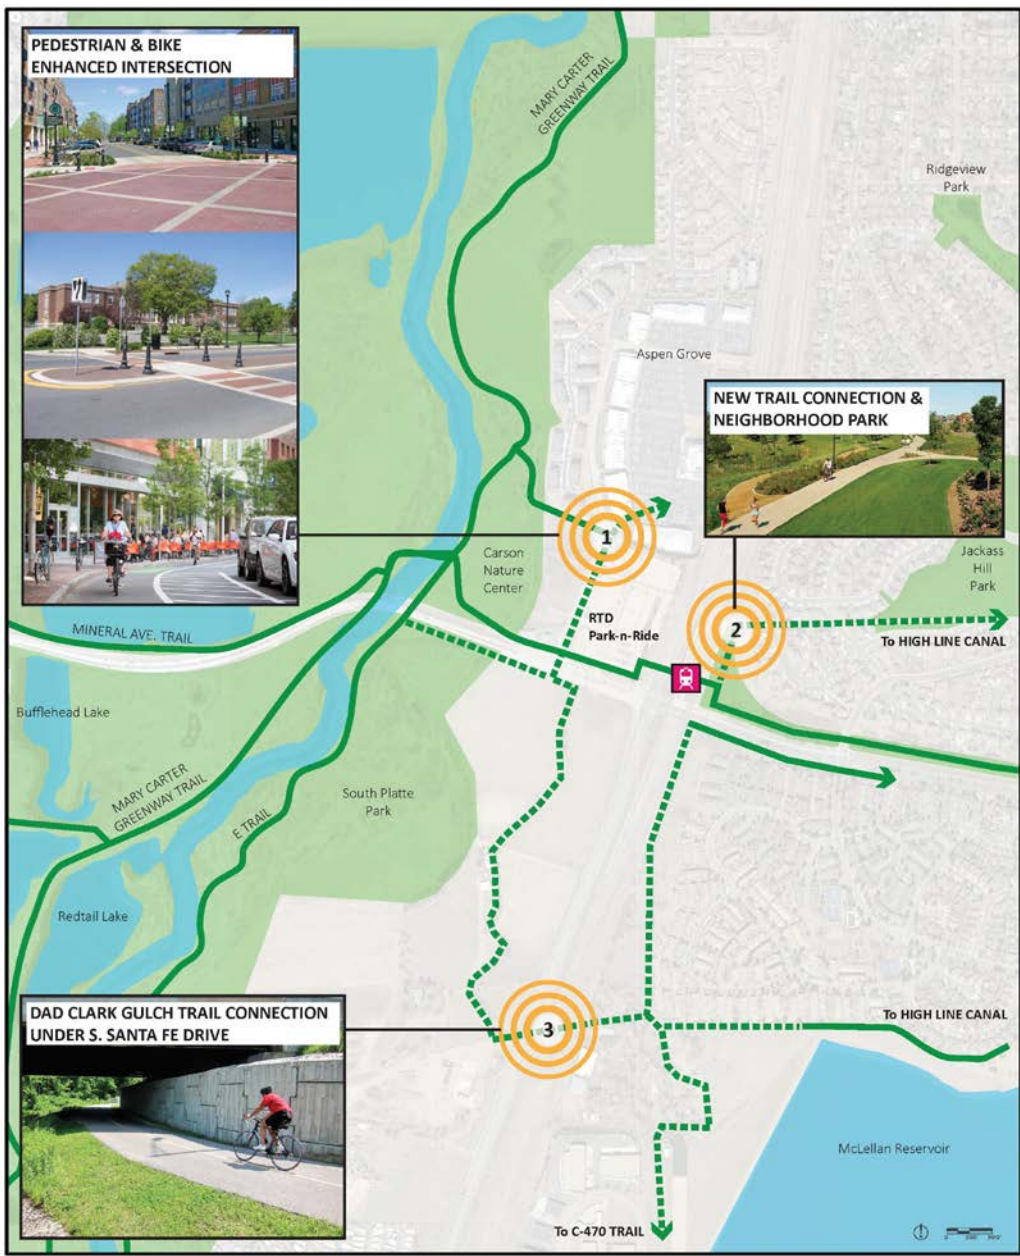 PEDESTRIAN & BIKE
ENHANCED INTERSECTION
MARY CARTER
GREENWAY TRAIL
Ridgeview
Park
Aspen Grove
NEW TRAIL CONNECTION &
NEIGHBORHOOD PARK
1
Carson
Nature
Center
Jackass
Hill
Park
RTD
Park-n-Ride
2
To HIGH LINE CANAL
MINERAL AVE. TRAIL
Bufflehead Lake
MARY CARTER
GREENWAY TRAIL
E TRAIL
South Platte
Park
Redtail Lake
DAD CLARK GULCH TRAIL CONNECTION
UNDER S. SANTA FE DRIVE
3
To HIGH LINE CANAL
McLellan Reservoir
To C-470 TRAIL